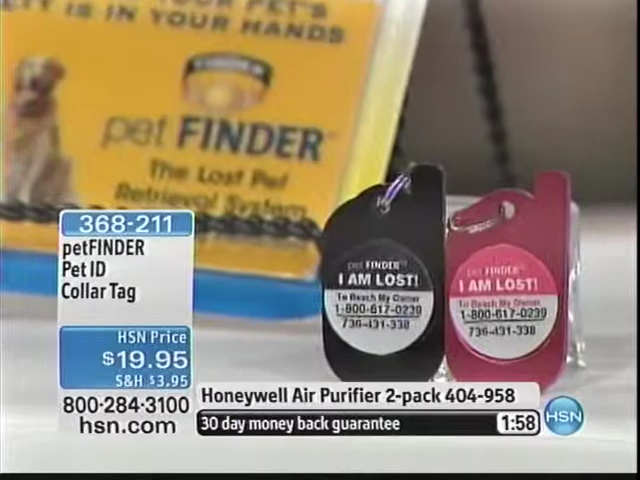 YOUR PET'S
TY IS IN YOUR HANDS
FINDER
pet FINDER
The Lost Pet
Retrieval System
pet FINDER
I AM LOST!
To Reach My Owner
1-800-617-0239
736-431-338
pet FINDER
I AM LOST!
To Reach My Owner
1-800-617-0239
736-431-338
368-211
petFINDER
Pet ID
Collar Tag
HSN Price
$19.95
S&H $3.95
800·284·3100
hsn.com
Honeywell Air Purifier 2-pack 404-958
30 day money back guarantee
1:58
HSN